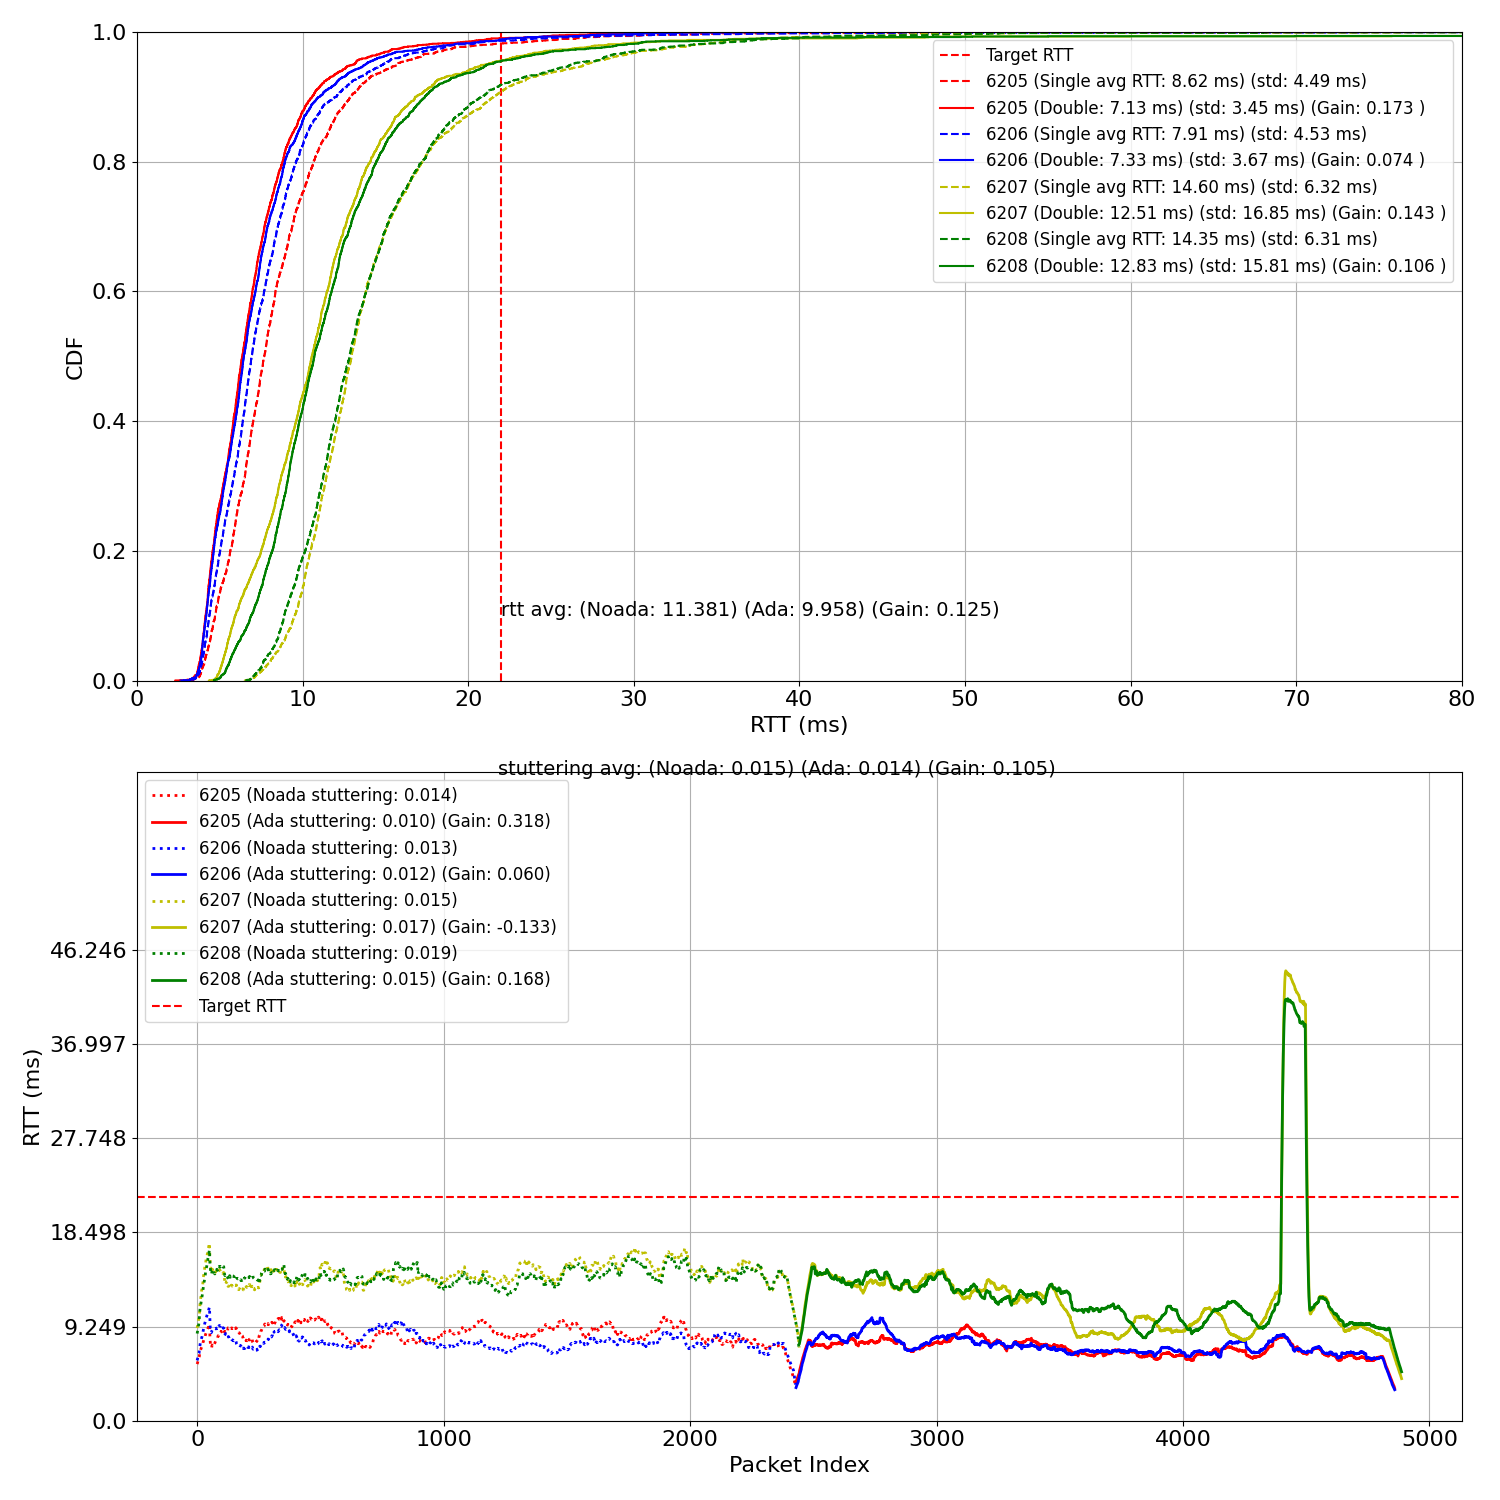 1.0
0.8
0.6
0.4
0.2
0.0
CDF
Target RTT
6205 (Single avg RTT: 8.62 ms) (std: 4.49 ms)
6205 (Double: 7.13 ms) (std: 3.45 ms) (Gain: 0.173 )
6206 (Single avg RTT: 7.91 ms) (std: 4.53 ms)
6206 (Double: 7.33 ms) (std: 3.67 ms) (Gain: 0.074 )
6207 (Single avg RTT: 14.60 ms) (std: 6.32 ms)
6207 (Double: 12.51 ms) (std: 16.85 ms) (Gain: 0.143 )
6208 (Single avg RTT: 14.35 ms) (std: 6.31 ms)
6208 (Double: 12.83 ms) (std: 15.81 ms) (Gain: 0.106 )
rtt avg: (Noada: 11.381) (Ada: 9.958) (Gain: 0.125)
0 10 20 30 40 50 60 70 80
RTT (ms)
stuttering avg: (Noada: 0.015) (Ada: 0.014) (Gain: 0.105)
6205 (Noada stuttering: 0.014)
6205 (Ada stuttering: 0.010) (Gain: 0.318)
6206 (Noada stuttering: 0.013)
6206 (Ada stuttering: 0.012) (Gain: 0.060)
6207 (Noada stuttering: 0.015)
6207 (Ada stuttering: 0.017) (Gain: -0.133)
6208 (Noada stuttering: 0.019)
6208 (Ada stuttering: 0.015) (Gain: 0.168)
Target RTT
46.246
36.997
27.748
18.498
9.249
0.0
RTT (ms)
0 1000 2000 3000 4000 5000
Packet Index